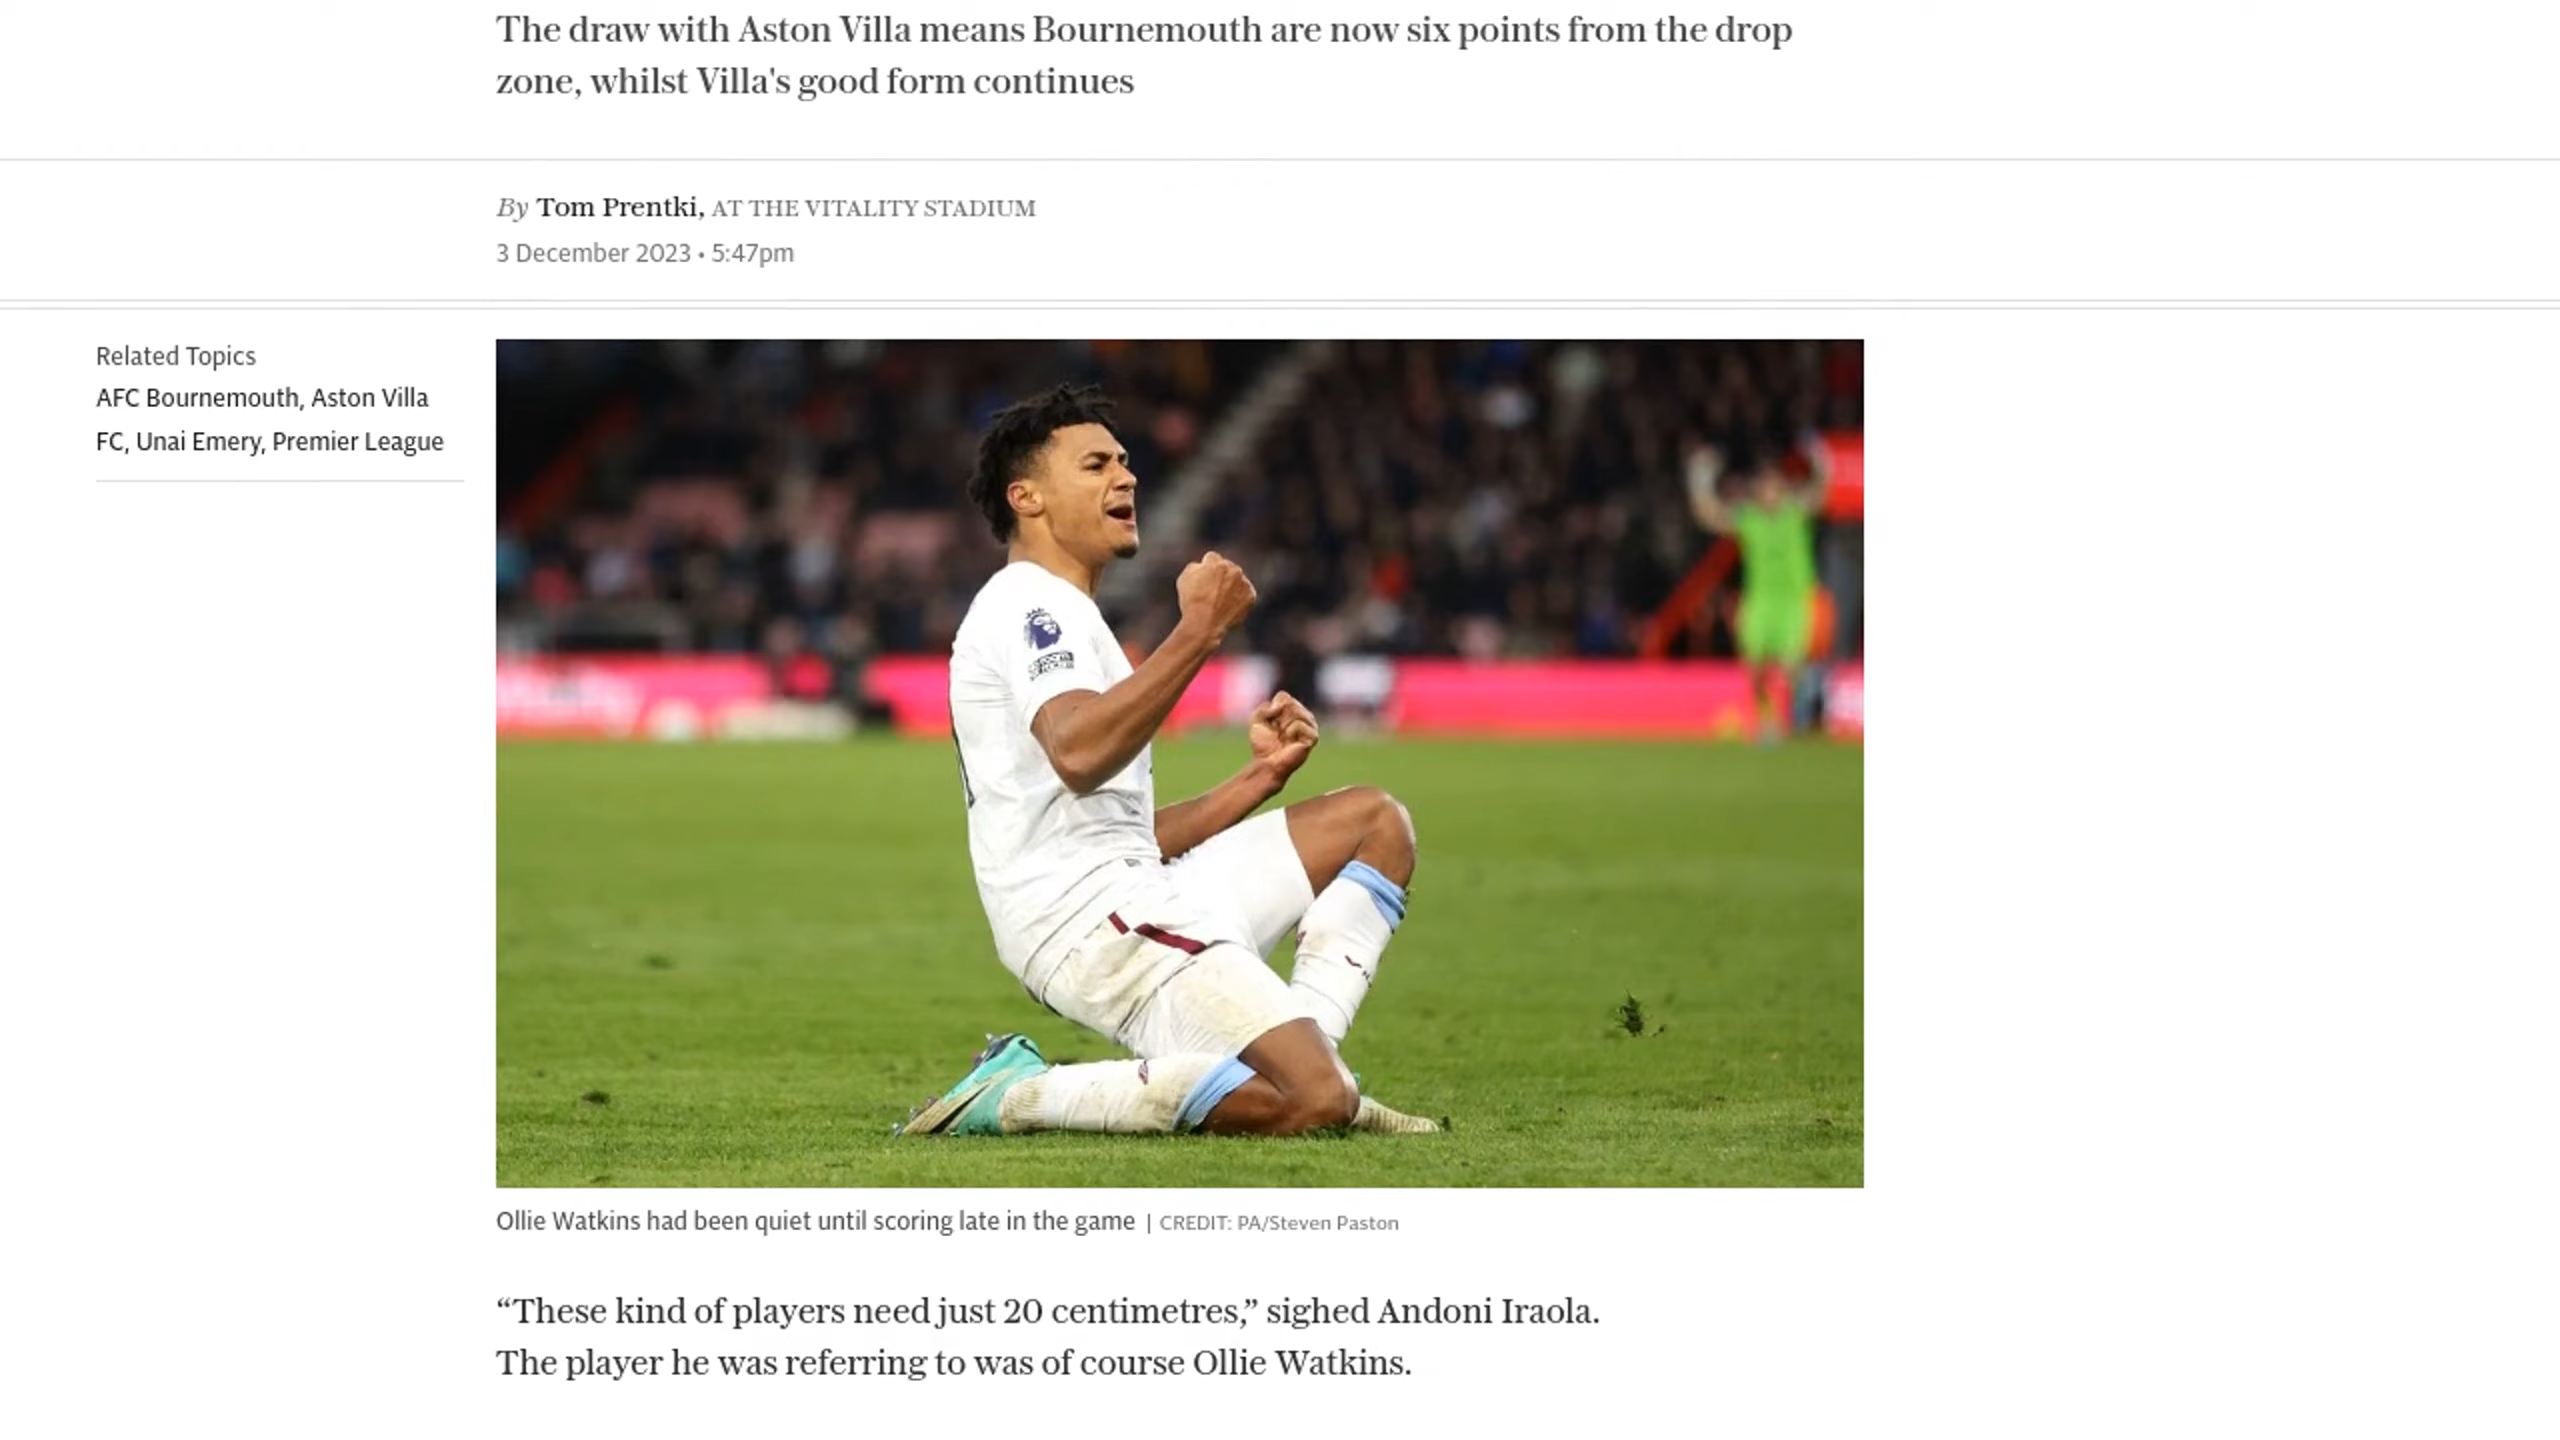 The draw with Aston Villa means Bournemouth are now six points from the drop
zone, whilst Villa's good form continues
By Tom Prentki, AT THE VITALITY STADIUM
3 December 2023 • 5:47pm
Related Topics
AFC Bournemouth, Aston Villa
FC, Unai Emery, Premier League
Ollie Watkins had been quiet until scoring late in the game | CREDIT: PA/Steven Paston
“These kind of players need just 20 centimetres,” sighed Andoni Iraola.
The player he was referring to was of course Ollie Watkins.